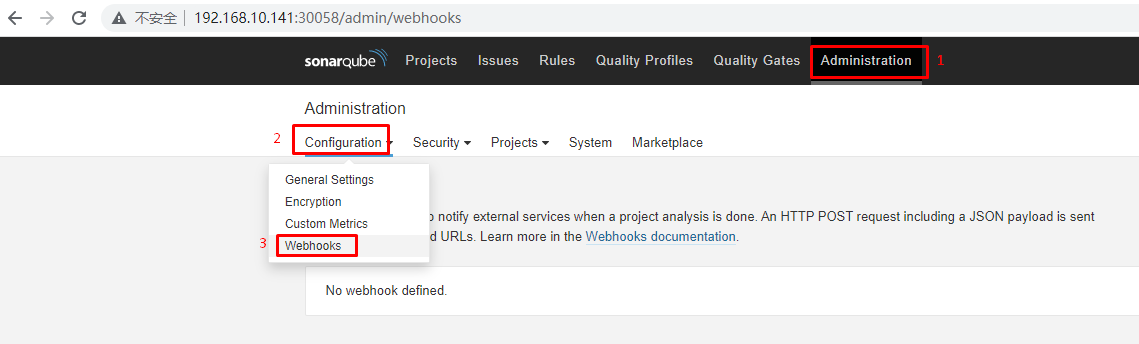 不安全 192.168.10.141:30058/admin/webhooks
sonarqube Projects Issues Rules Quality Profiles Quality Gates Administration 1
Administration
2 Configuration Security Projects System Marketplace
General Settings
Encryption
Custom Metrics
3 Webhooks
notify external services when a project analysis is done. An HTTP POST request including a JSON payload is sent
URLs. Learn more in the Webhooks documentation.
No webhook defined.